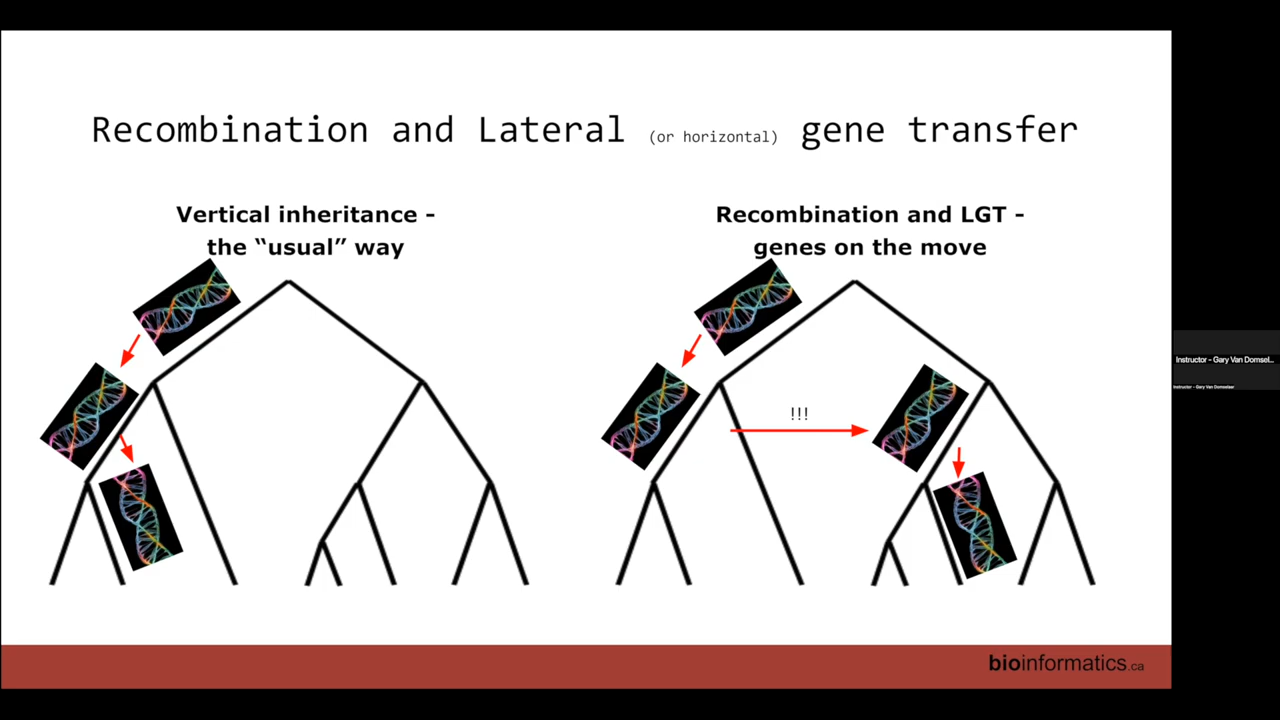 Recombination and Lateral (or horizontal) gene transfer
Vertical inheritance -
the “usual” way
Recombination and LGT -
genes on the move
!!!
Instructor - Gary Van Domsel...
Instructor - Gary Van Domselaar
bioinformatics.ca